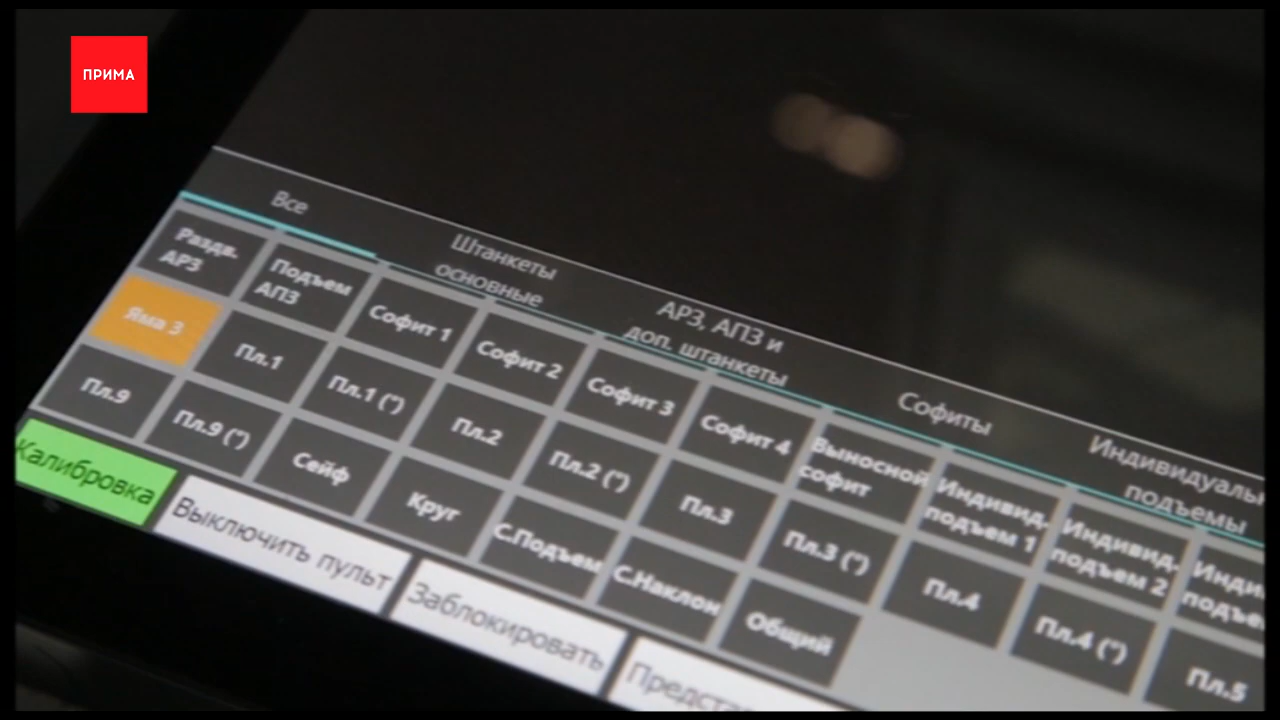 ПРИМА
Все
Штанкеты
основные
АРЗ, АПЗ и
доп. штанкеты
Софиты
подъемы
Раздв.
АРЗ
Подъем
АПЗ
Софит 1
Софит 2
Софит 3
Софит 4
Выносной
софит
Индивид.
подъем 1
Индивид.
подъем 2
Яма 3
Пл.1
Пл.1 (*)
Пл.2
Пл.2 (*)
Пл.3
Пл.3 (*)
Пл.4
Пл.4 (*)
Пл.5
Пл.9
Пл.9 (*)
Сейф
Круг
С.Подъем
С.Наклон
Общий
Калибровка
Выключить пульт
Заблокировать